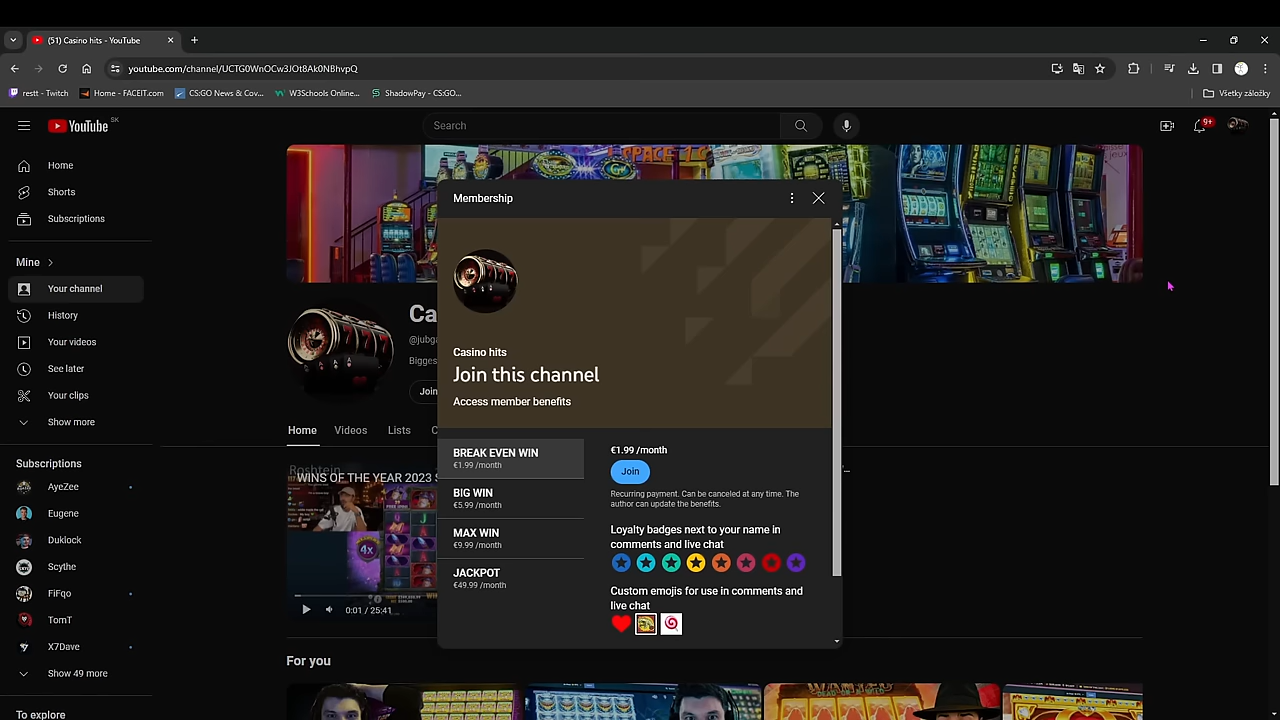 (51) Casino hits - YouTube
youtube.com/channel/UCTG0WnOCw3JOt8Ak0NBhvpQ
restt - Twitch
Home - FACEIT.com
CS:GO News & Cov...
W3Schools Online...
ShadowPay - CS:GO...
Všetky záložky
YouTube SK
Search
9+
Home
Shorts
Subscriptions
Mine
Your channel
History
Your videos
See later
Your clips
Show more
Subscriptions
AyeZee
Eugene
Duklock
Scythe
FiFqo
TomT
X7Dave
Show 49 more
To explore
Ca
@jubg
Bigges
Join
Home
Videos
Lists
C
Roshtein
WINS OF THE YEAR 2023 S
4x
0:01 / 25:41
For you
Membership
Casino hits
Join this channel
Access member benefits
BREAK EVEN WIN
€1.99 /month
BIG WIN
€5.99 /month
MAX WIN
€9.99 /month
JACKPOT
€49.99 /month
€1.99 /month
Join
Recurring payment. Can be canceled at any time. The
author can update the benefits.
Loyalty badges next to your name in
comments and live chat
Custom emojis for use in comments and
live chat